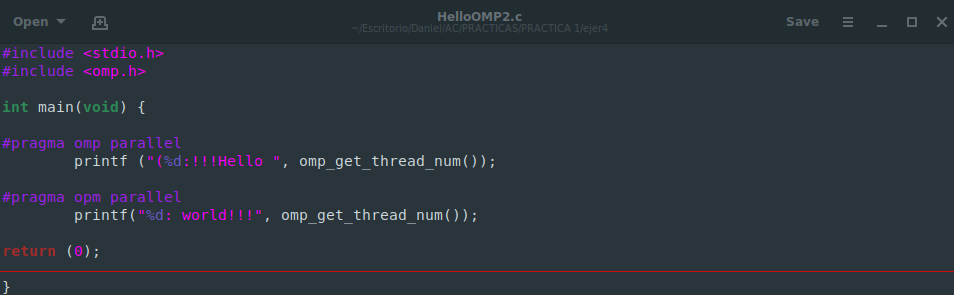 Open
HelloOMP2.c
~/Escritorio/Daniel/AC/PRACTICAS/PRACTICA 1/ejer4
Save
#include <stdio.h>
#include <omp.h>
int main(void) {
#pragma omp parallel
printf ("(%d:!!!Hello ", omp_get_thread_num());
#pragma opm parallel
printf("%d: world!!!", omp_get_thread_num());
return (0);
}